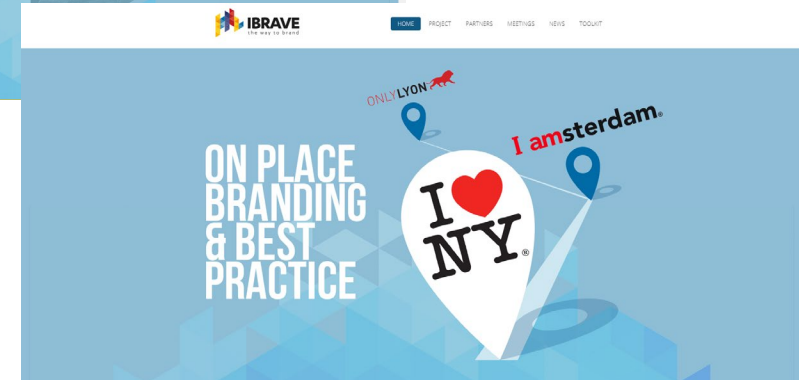 IBRAVE
the way to brand
HOME PROJECT PARTNERS MEETINGS NEWS TOOLKIT
ONLYLYON
I amsterdam®
ON PLACE
BRANDING
& BEST
PRACTICE
I
NY®